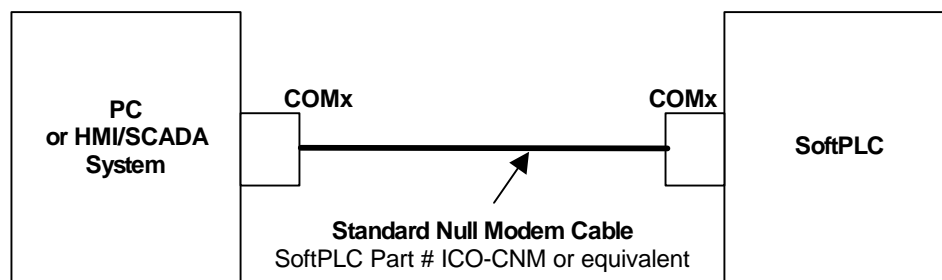 PC
or HMI/SCADA
System
COMx
COMx
SoftPLC
Standard Null Modem Cable
SoftPLC Part # ICO-CNM or equivalent